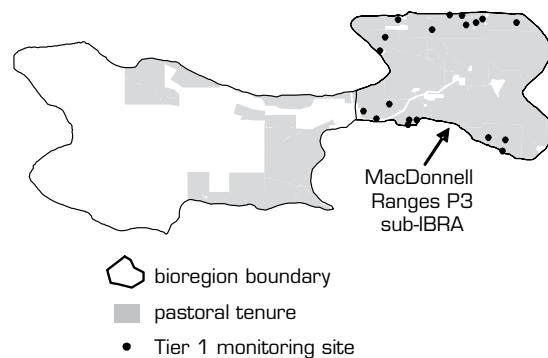 MacDonnell
Ranges P3
sub-IBRA
bioregion boundary
pastoral tenure
Tier 1 monitoring site